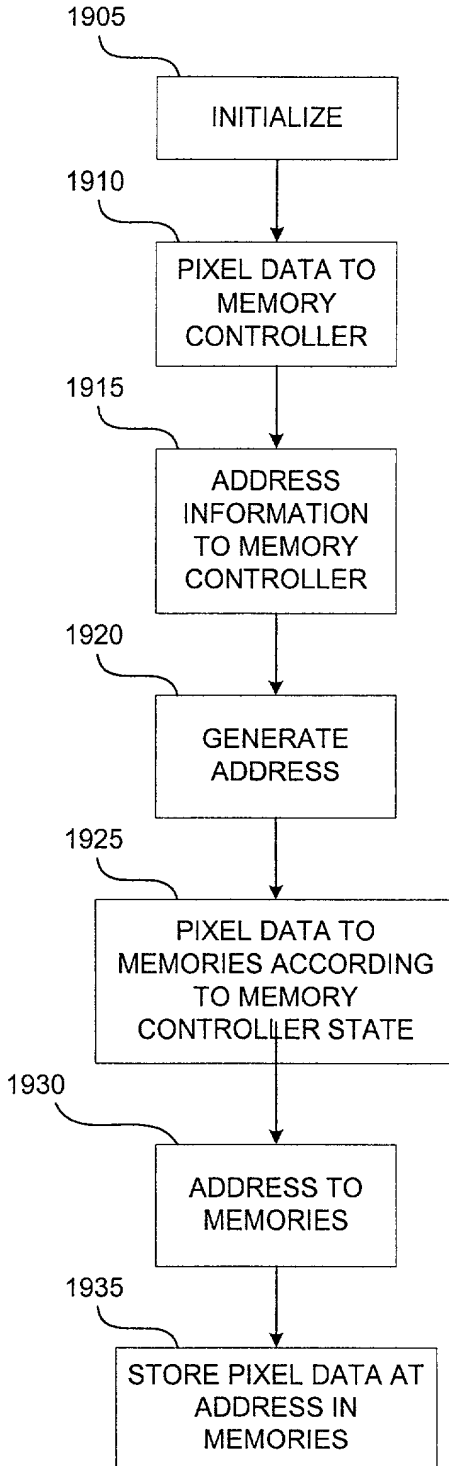 1905
INITIALIZE
1910
PIXEL DATA TO
MEMORY
CONTROLLER
1915
ADDRESS
INFORMATION
TO MEMORY
CONTROLLER
1920
GENERATE
ADDRESS
1925
PIXEL DATA TO
MEMORIES ACCORDING
TO MEMORY
CONTROLLER STATE
1930
ADDRESS TO
MEMORIES
1935
STORE PIXEL DATA AT
ADDRESS IN
MEMORIES